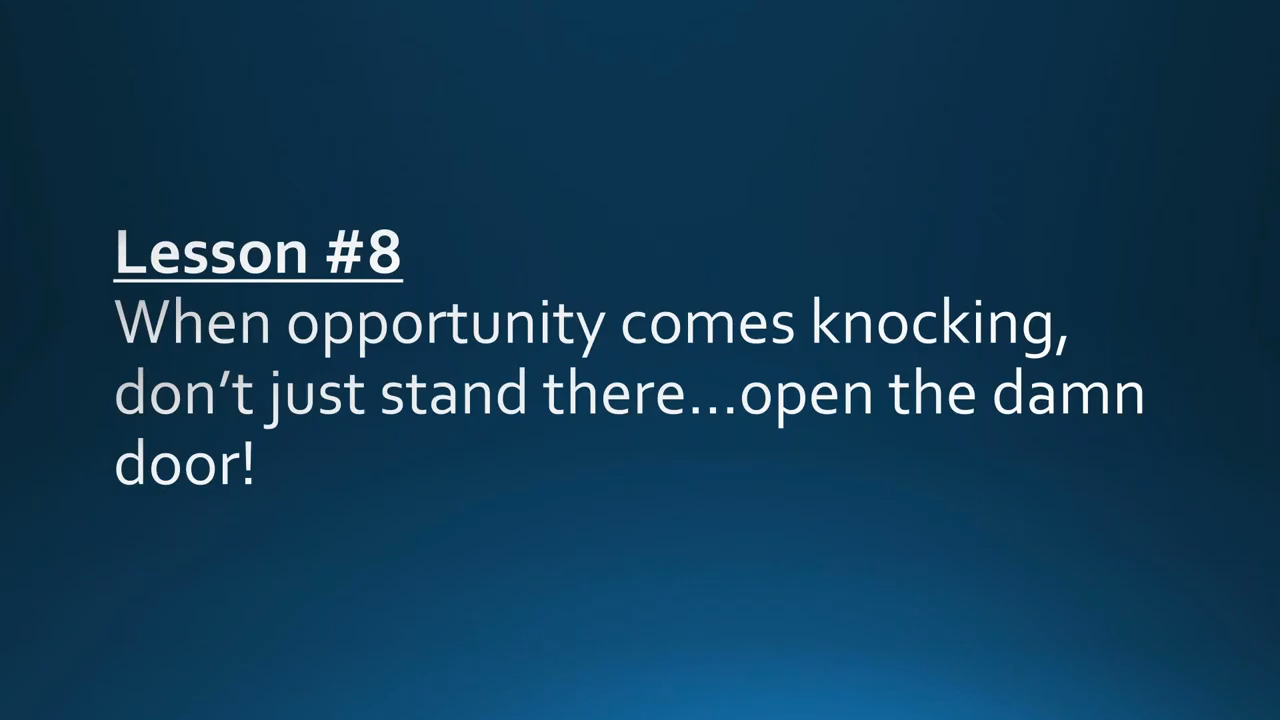 Lesson #8
When opportunity comes knocking,
don’t just stand there...open the damn
door!